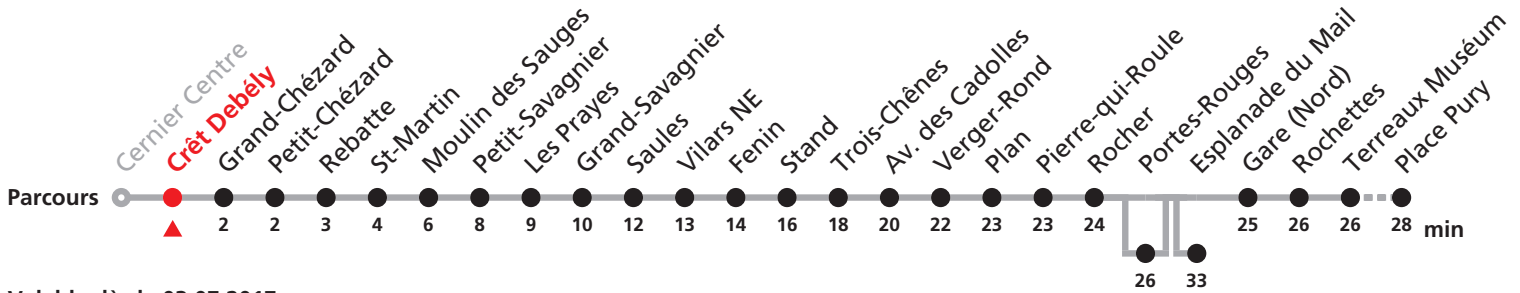 Cernier Centre
Crêt Debély
Grand-Chézard
Petit-Chézard
Rebatte
St-Martin
Moulin des Sauges
Petit-Savagnier
Les Prayes
Grand-Savagnier
Saules
Vilars NE
Fenin
Stand
Trois-Chênes
Av. des Cadolles
Verger-Rond
Plan
Pierre-qui-Roule
Rocher
Portes-Rouges
Esplanade du Mail
Gare (Nord)
Rochettes
Terreaux Muséum
Place Pury
Parcours
2 2 3 4 6 8 9 10 12 13 14 16 18 20 22 23 23 24 25 26 26 28 min
26 33